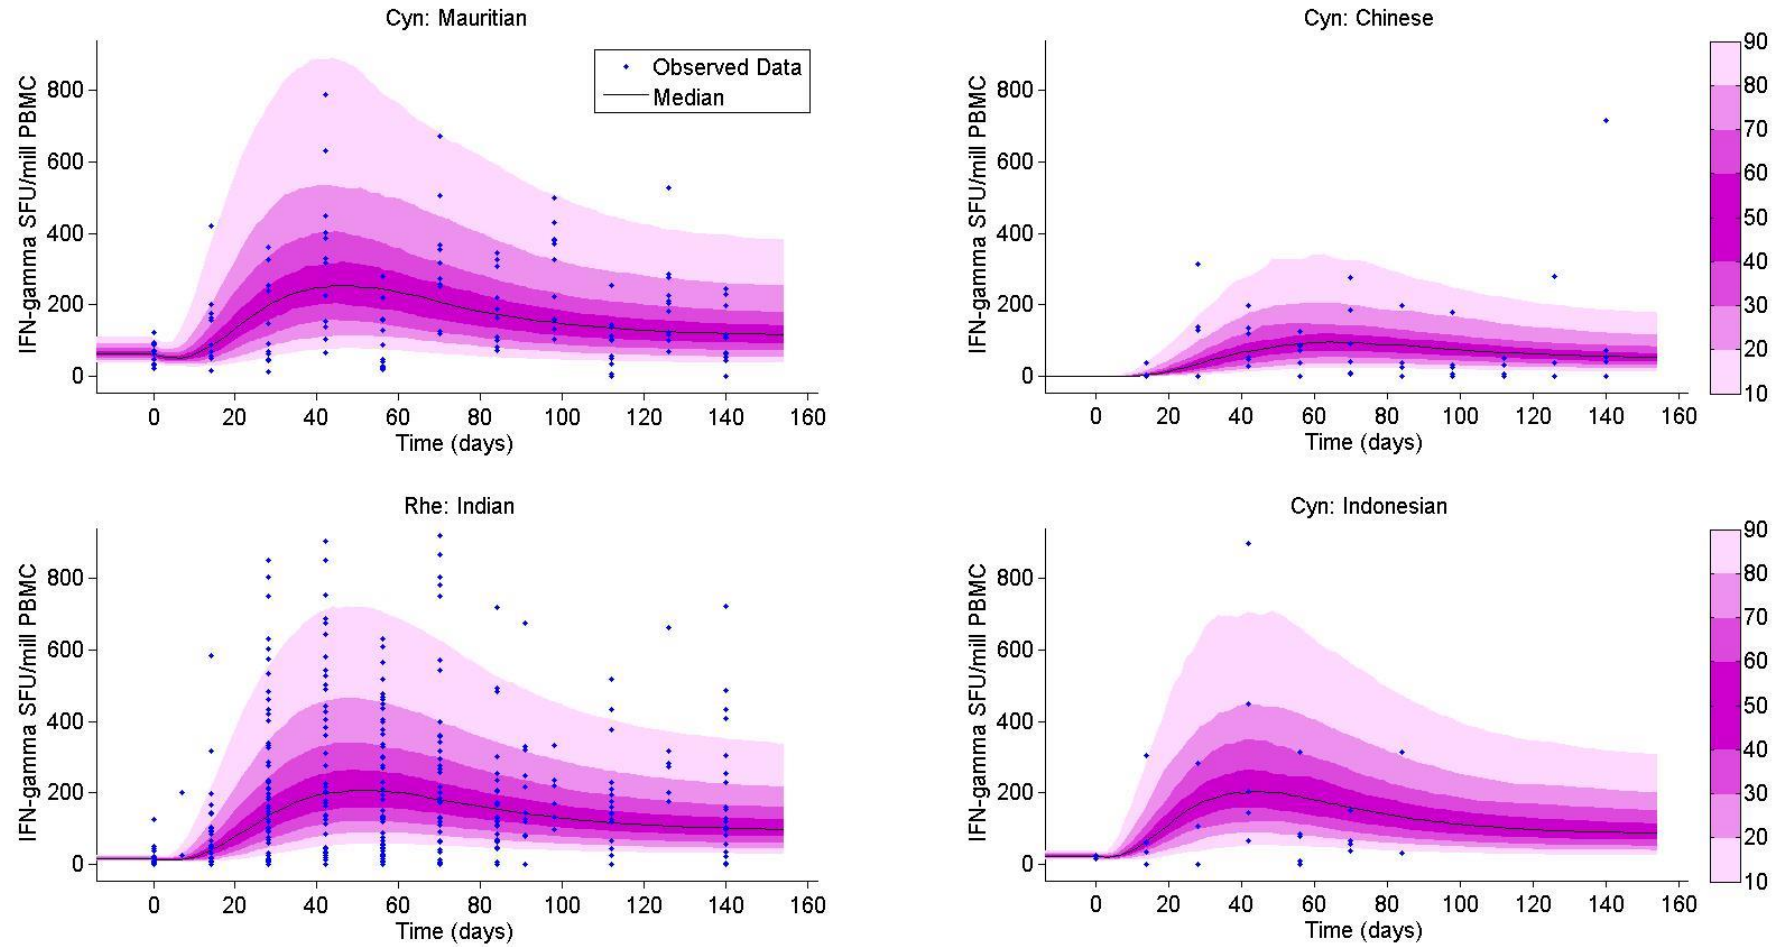 Cyn: Mauritian
IFN-gamma SFU/mill PBMC
800
600
400
200
0
0 20 40 60 80 100 120 140 160
Time (days)
Observed Data
Median
Cyn: Chinese
IFN-gamma SFU/mill PBMC
800
600
400
200
0
0 20 40 60 80 100 120 140 160
Time (days)
90
80
70
60
50
40
30
20
10
Rhe: Indian
IFN-gamma SFU/mill PBMC
800
600
400
200
0
0 20 40 60 80 100 120 140 160
Time (days)
Cyn: Indonesian
IFN-gamma SFU/mill PBMC
800
600
400
200
0
0 20 40 60 80 100 120 140 160
Time (days)
90
80
70
60
50
40
30
20
10